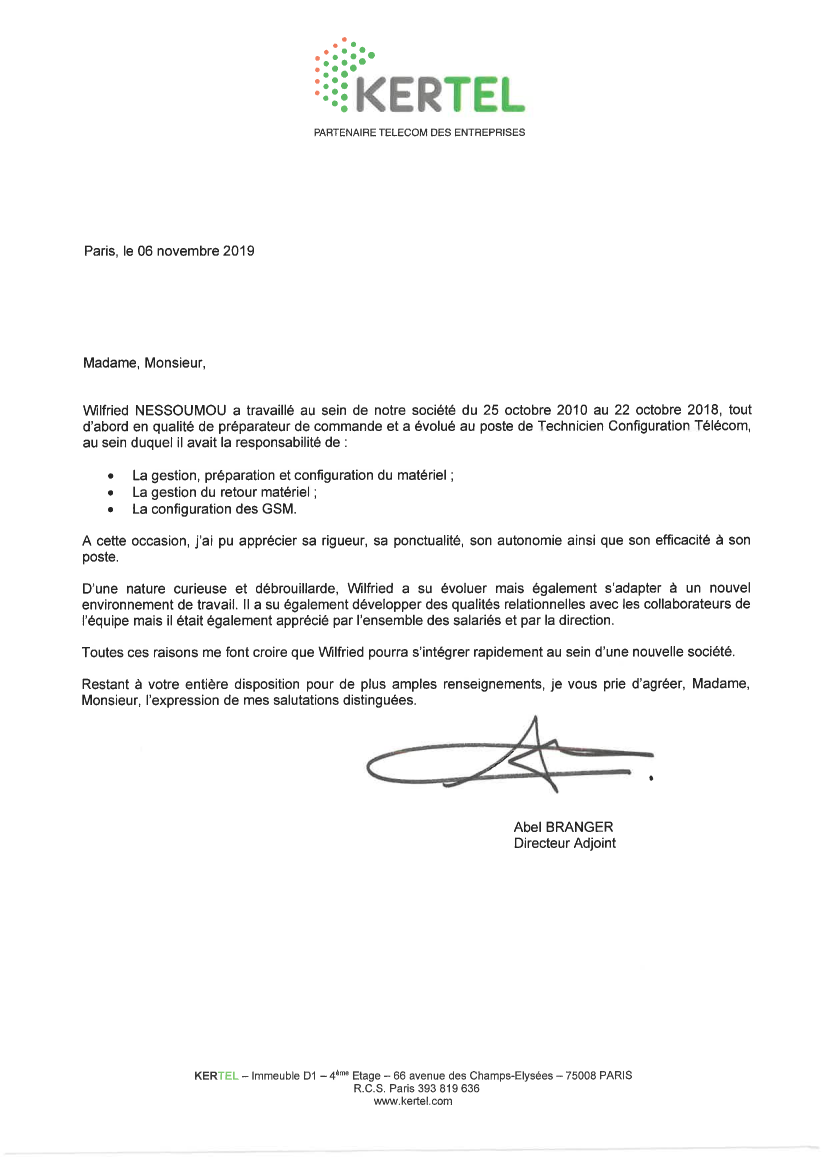 KERTEL
PARTENAIRE TELECOM DES ENTREPRISES
Paris, le 06 novembre 2019
Madame, Monsieur,
Wilfried NESSOUMOU a travaillé au sein de notre société du 25 octobre 2010 au 22 octobre 2018, tout
d’abord en qualité de préparateur de commande et a évolué au poste de Technicien Configuration Télécom,
au sein duquel il avait la responsabilité de :
• La gestion, préparation et configuration du matériel ;
• La gestion du retour matériel ;
• La configuration des GSM.
A cette occasion, j’ai pu apprécier sa rigueur, sa ponctualité, son autonomie ainsi que son efficacité à son
poste.
D’une nature curieuse et débrouillarde, Wilfried a su évoluer mais également s’adapter à un nouvel
environnement de travail. Il a su également développer des qualités relationnelles avec les collaborateurs de
l’équipe mais il était également apprécié par l’ensemble des salariés et par la direction.
Toutes ces raisons me font croire que Wilfried pourra s’intégrer rapidement au sein d’une nouvelle société.
Restant à votre entière disposition pour de plus amples renseignements, je vous prie d’agréer, Madame,
Monsieur, l’expression de mes salutations distinguées.
Abel BRANGER
Directeur Adjoint
KERTEL – Immeuble D1 – 4ème Etage – 66 avenue des Champs-Elysées – 75008 PARIS
R.C.S. Paris 393 819 636
www.kertel.com